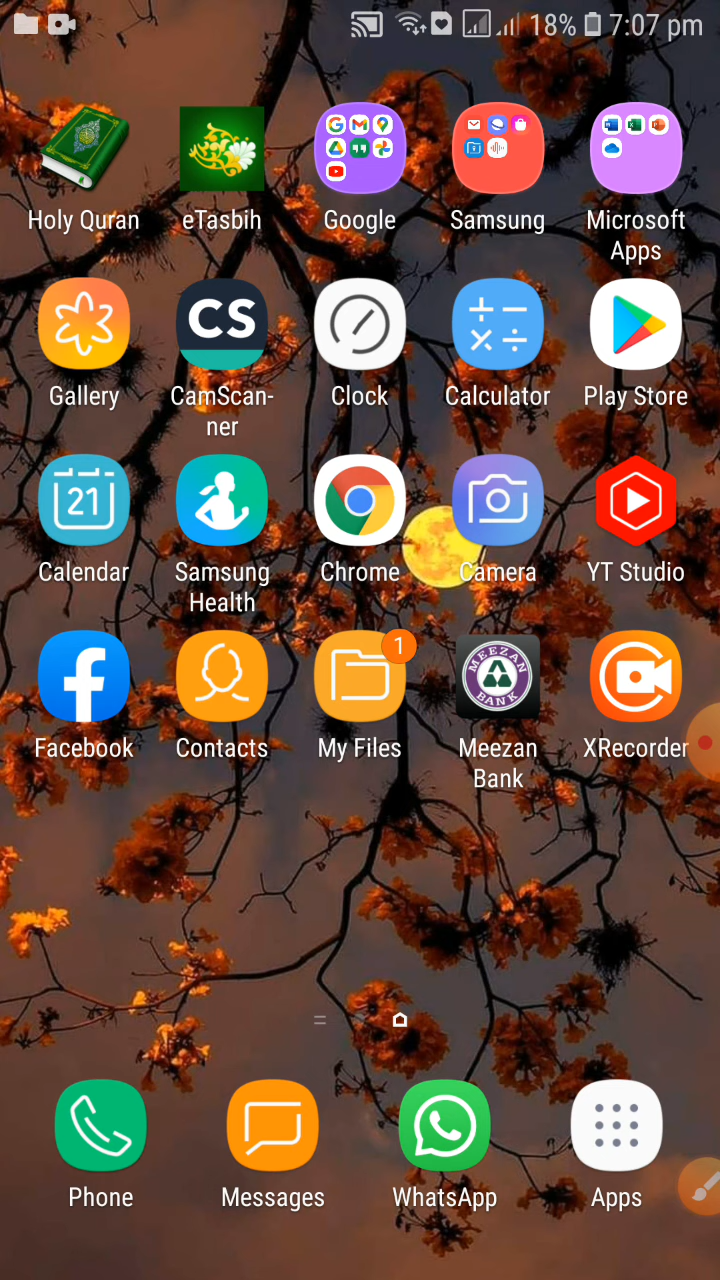 18% 7:07 pm
Holy Quran
eTasbih
Google
Samsung
Microsoft
Apps
CS
Gallery
CamScan-
ner
Clock
Calculator
Play Store
21
Calendar
Samsung
Health
Chrome
Camera
YT Studio
1
MEEZAN
BANK
Facebook
Contacts
My Files
Meezan
Bank
XRecorder
Phone
Messages
WhatsApp
Apps